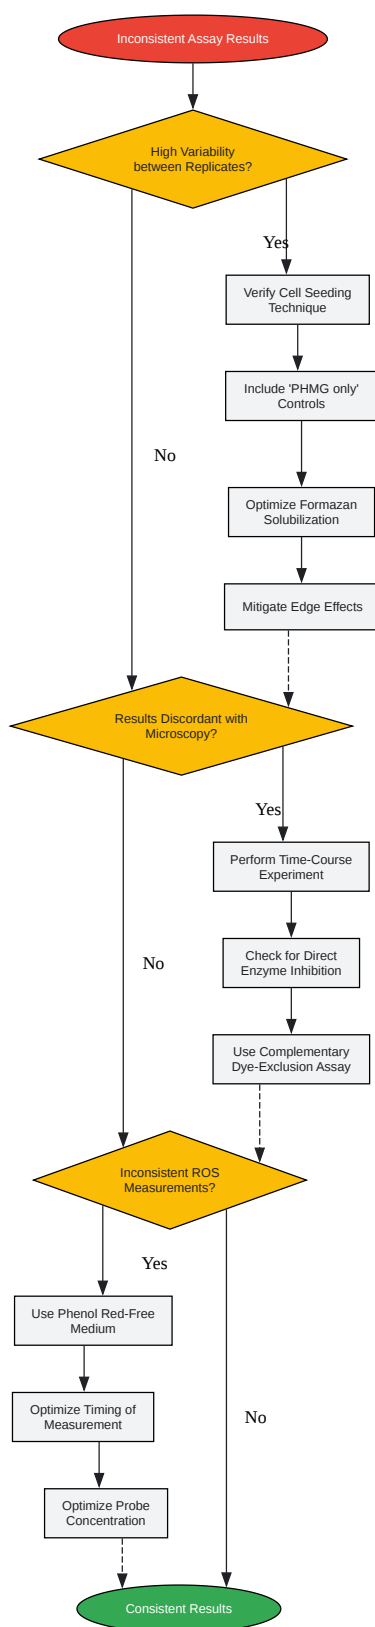 Inconsistent Assay Results
High Variability
between Replicates?
Yes
Verify Cell Seeding
Technique
Include 'PHMG only'
Controls
No
Optimize Formazan
Solubilization
Mitigate Edge Effects
Results Discordant with
Microscopy?
Yes
Perform Time-Course
Experiment
Check for Direct
Enzyme Inhibition
No
Use Complementary
Dye-Exclusion Assay
Inconsistent ROS
Measurements?
Yes
Use Phenol Red-Free
Medium
Optimize Timing of
Measurement
No
Optimize Probe
Concentration
Consistent Results